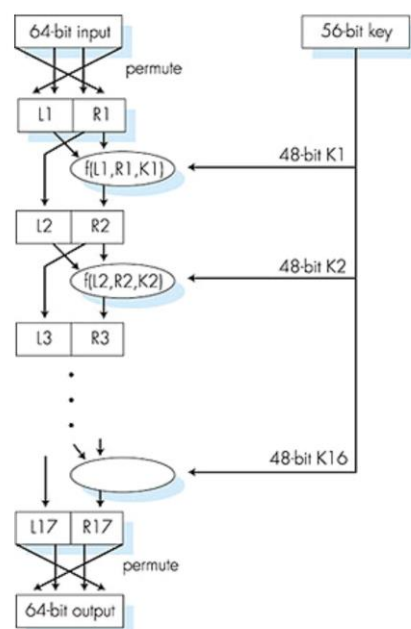 64-bit input
56-bit key
permute
L1 R1
48-bit K1
f(L1,R1,K1)
L2 R2
48-bit K2
f(L2,R2,K2)
L3 R3
48-bit K16
L17 R17
permute
64-bit output